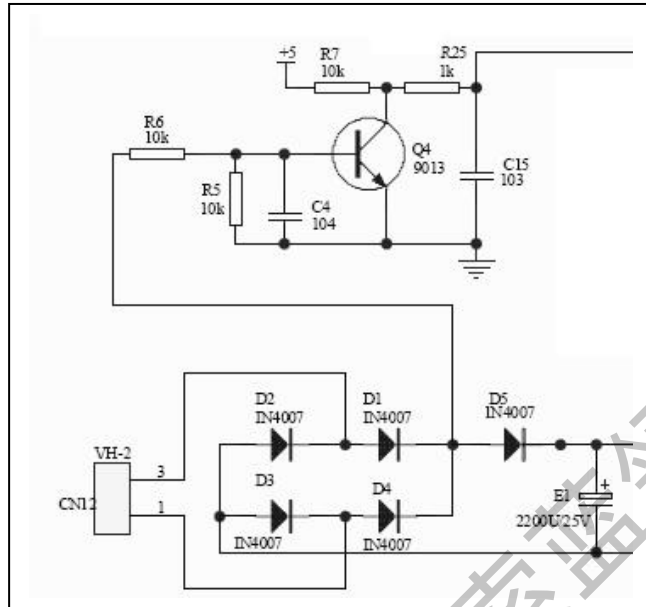 +5
R7
10k
R25
1k
R6
10k
Q4
9013
C15
103
R5
10k
C4
104
D2
IN4007
D1
IN4007
D5
IN4007
VH-2
3
CN12
1
D3
IN4007
D4
IN4007
E1
+
2200U/25V